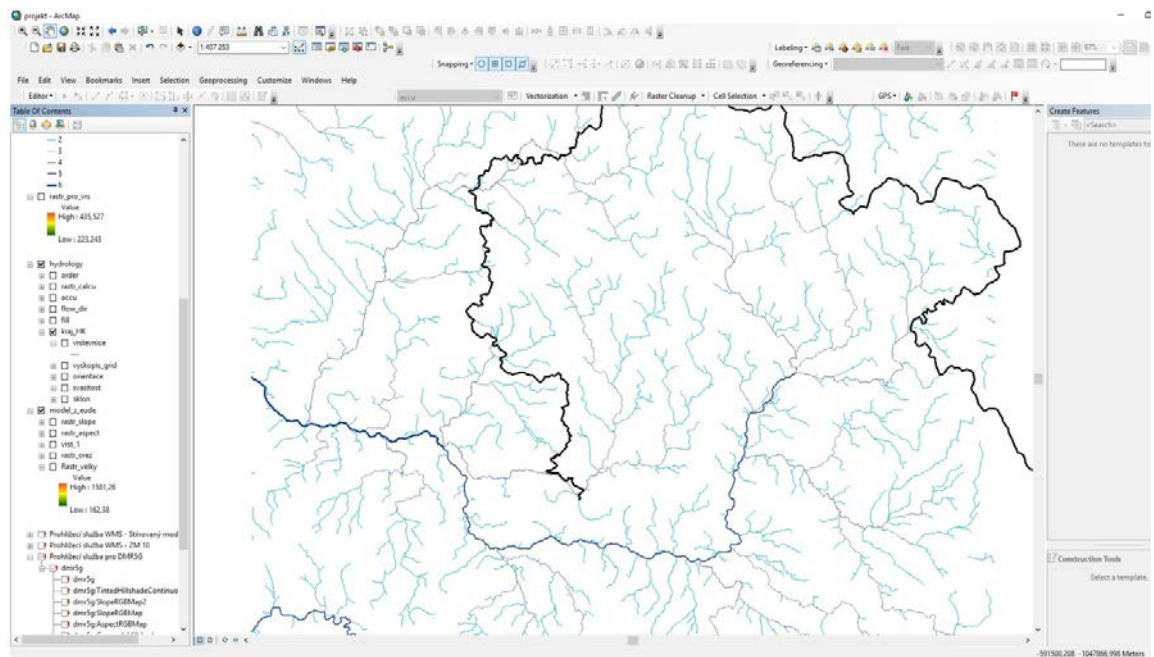 projekt - ArcMap
1:407 253
Labeling
Fast
67%
Snapping
Georeferencing
File Edit View Bookmarks Insert Selection Geoprocessing Customize Windows Help
Editor
accu
Vectorization
Raster Cleanup
Cell Selection
GPS
Table Of Contents
2
3
4
5
6
rastr_pro_vrs
Value
High : 435,527
Low : 223,243
hydrology
order
rastr_calcu
accu
flow_dir
fill
kraj_HK
vrstevnice
vyskopis_grid
orientace
svazitost
sklon
model_z_eude
rastr_slope
rastr_aspect
vrst_1
rastr_orez
Rastr_velky
Value
High : 1581,26
Low : 162,38
Prohlížecí služba WMS - Stínovaný mod
Prohlížecí služba WMS - ZM 10
Prohlížecí služba pro DMR5G
dmr5g
dmr5g
dmr5g:TintedHillshadeContinuo
dmr5g:SlopeRGBMap2
dmr5g:SlopeRGBMap
dmr5g:AspectRGBMap
Create Features
<Search>
There are no templates to
Construction Tools
Select a template.
-591500,208 -1047866,998 Meters